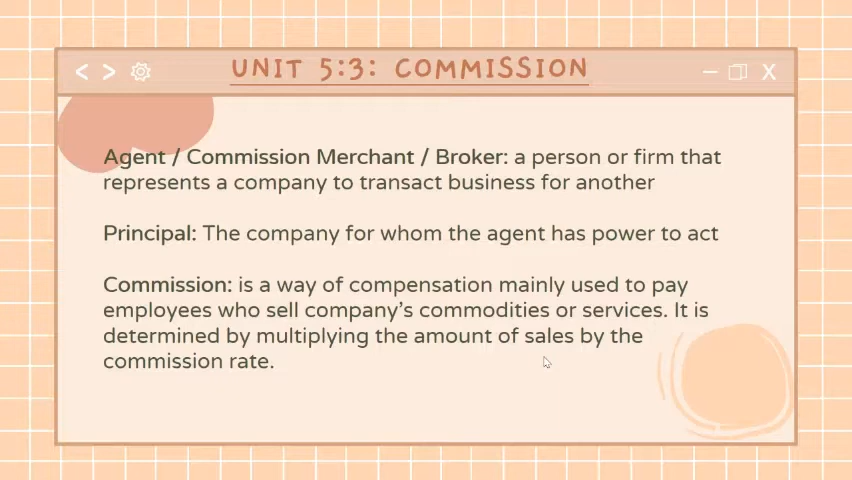 UNIT 5:3: COMMISSION
Agent / Commission Merchant / Broker: a person or firm that
represents a company to transact business for another
Principal: The company for whom the agent has power to act
Commission: is a way of compensation mainly used to pay
employees who sell company's commodities or services. It is
determined by multiplying the amount of sales by the
commission rate.